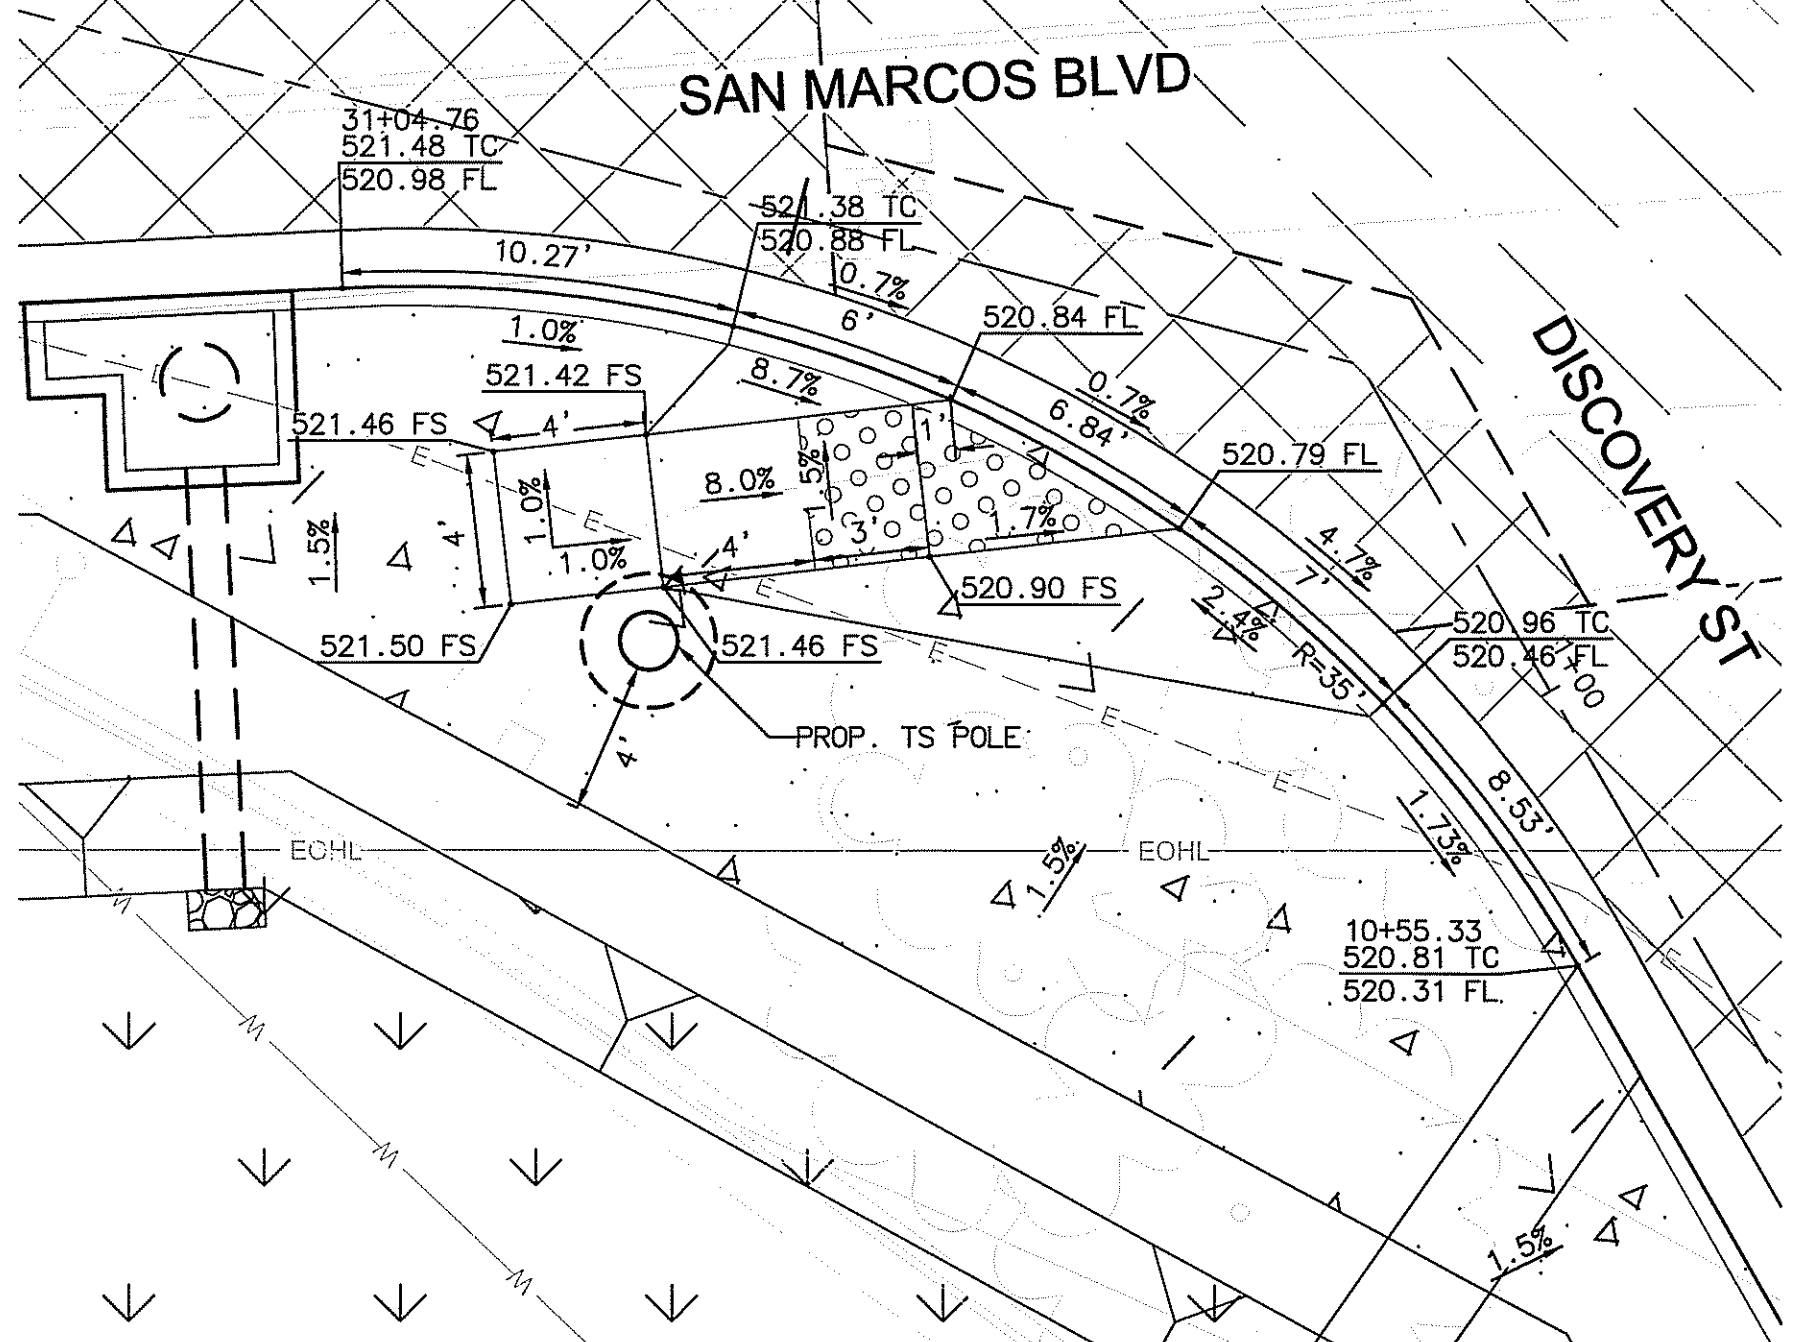 SAN MARCOS BLVD
31+04.76
521.48 TC
520.98 FL
521.38 TC
520.88 FL
10.27'
0.7%
6'
520.84 FL
1.0%
8.7%
521.42 FS
0.7%
6.84'
DISCOVERY ST
521.46 FS
4'
1'
520.79 FL
E
E
4'
1.0%
8.0%
1.5%
3'
1.7%
E
1.5%
1.0%
4'
E
4.7%
7'
520.90 FS
2.4%
521.50 FS
521.46 FS
E
R=35'
520.96 TC
520.46 FL
1+00
E
PROP. TS POLE
4'
E
8.53'
1.73%
EOHL
1.5%
EOHL
W
10+55.33
520.81 TC
520.31 FL
E
W
W
1.5%
W